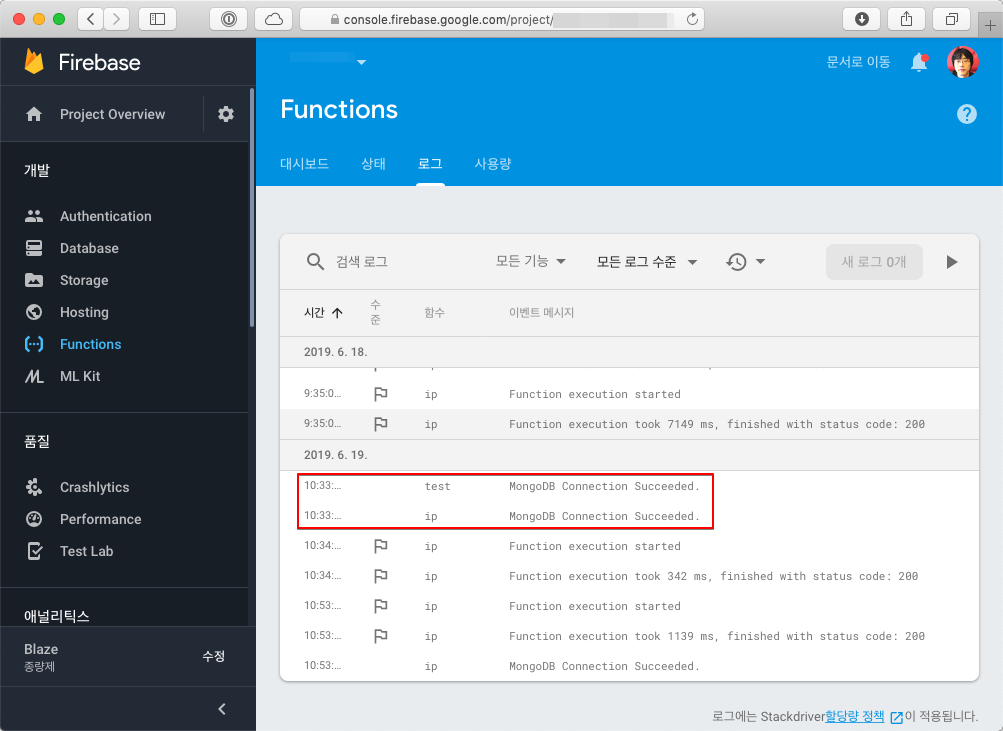 console.firebase.google.com/project/
Firebase
문서로 이동
Project Overview
Functions
대시보드 상태 로그 사용량
개발
Authentication
Database
Storage
Hosting
Functions
ML Kit
품질
Crashlytics
Performance
Test Lab
애널리틱스
Blaze
종량제
수정
검색 로그 모든 기능 모든 로그 수준 새 로그 0개
시간 수준 함수 이벤트 메시지
2019. 6. 18.
9:35:0... ip Function execution started
9:35:0... ip Function execution took 7149 ms, finished with status code: 200
2019. 6. 19.
10:33:... test MongoDB Connection Succeeded.
10:33:... ip MongoDB Connection Succeeded.
10:34:... ip Function execution started
10:34:... ip Function execution took 342 ms, finished with status code: 200
10:53:... ip Function execution started
10:53:... ip Function execution took 1139 ms, finished with status code: 200
10:53:... ip MongoDB Connection Succeeded.
로그에는 Stackdriver할당량 정책 이 적용됩니다.